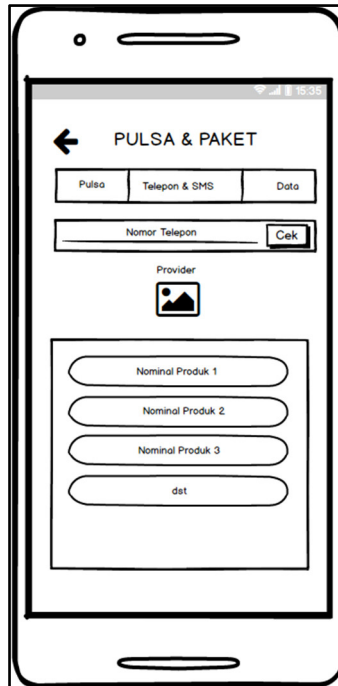 15:35
PULSA & PAKET
Pulsa Telepon & SMS Data
Nomor Telepon Cek
Provider
Nominal Produk 1
Nominal Produk 2
Nominal Produk 3
dst